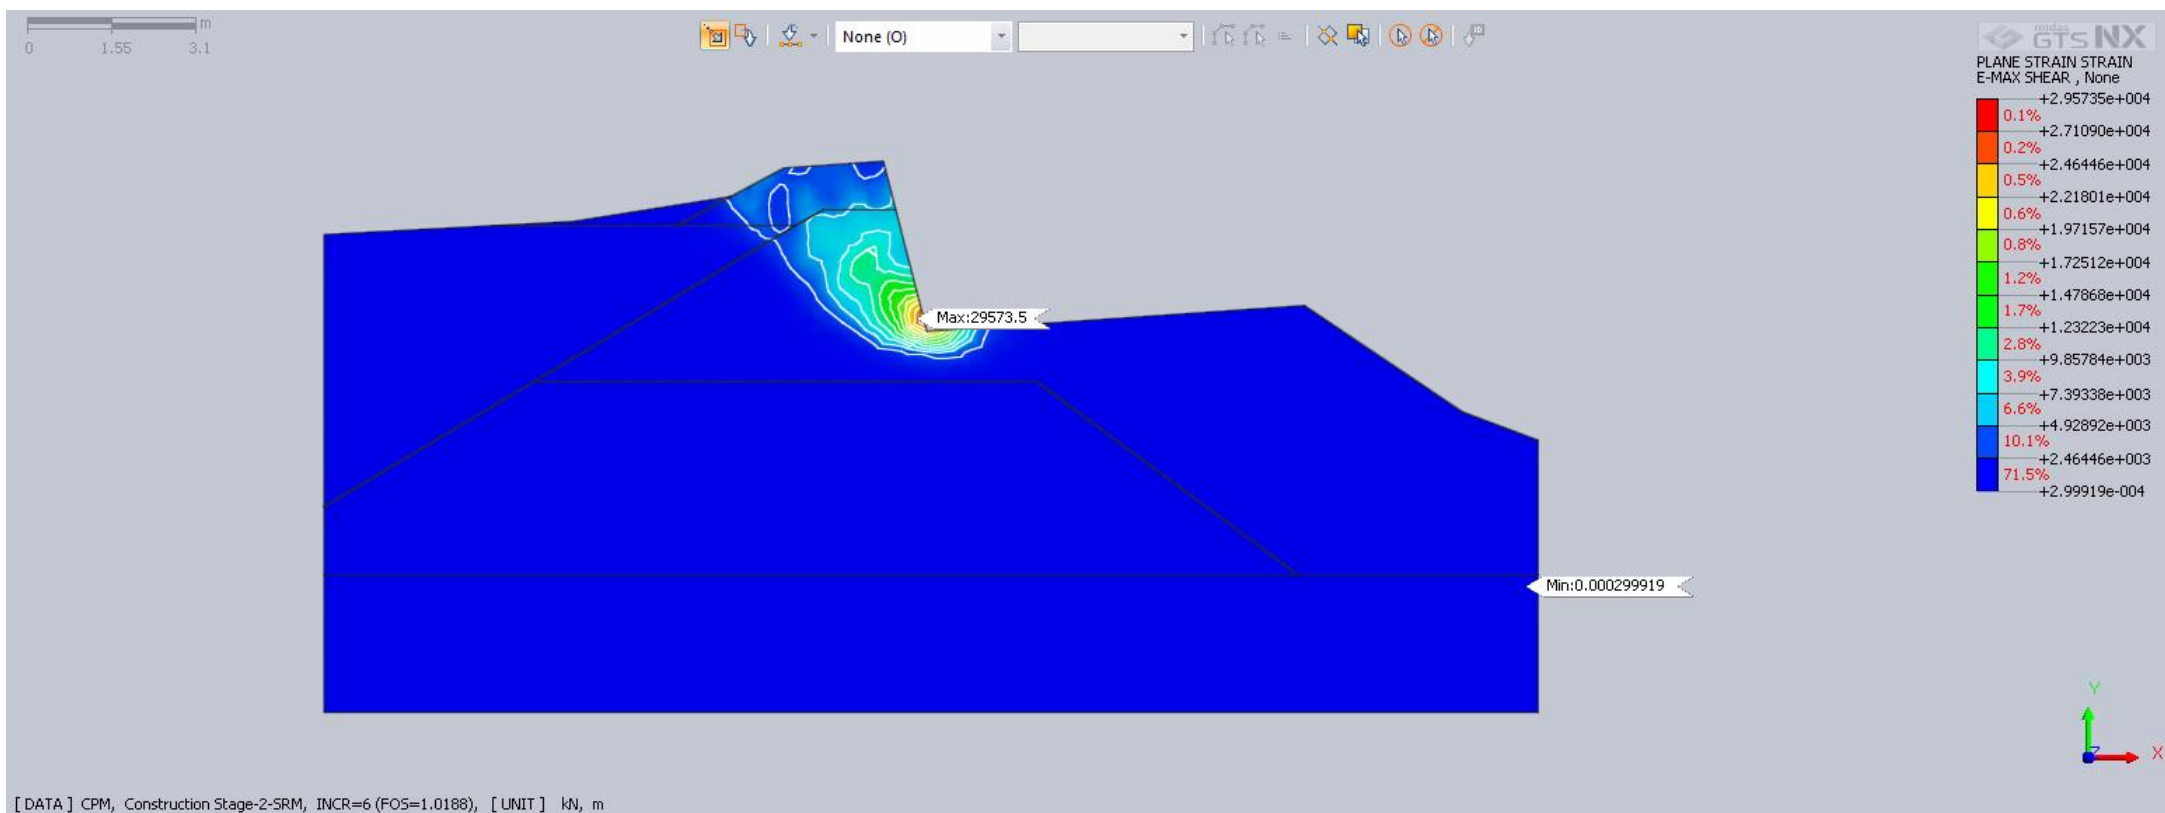 m
0 1.55 3.1
None (O)
midas
GTS NX
PLANE STRAIN STRAIN
E-MAX SHEAR , None
+2.95735e+004
0.1%
+2.71090e+004
0.2%
+2.46446e+004
0.5%
+2.21801e+004
0.6%
+1.97157e+004
0.8%
+1.72512e+004
1.2%
+1.47868e+004
1.7%
+1.23223e+004
2.8%
+9.85784e+003
3.9%
+7.39338e+003
6.6%
+4.92892e+003
10.1%
+2.46446e+003
71.5%
+2.99919e-004
Max:29573.5
Min:0.000299919
Y
Z
X
[ DATA ] CPM, Construction Stage-2-SRM, INCR=6 (FOS=1.0188), [ UNIT ] kN, m